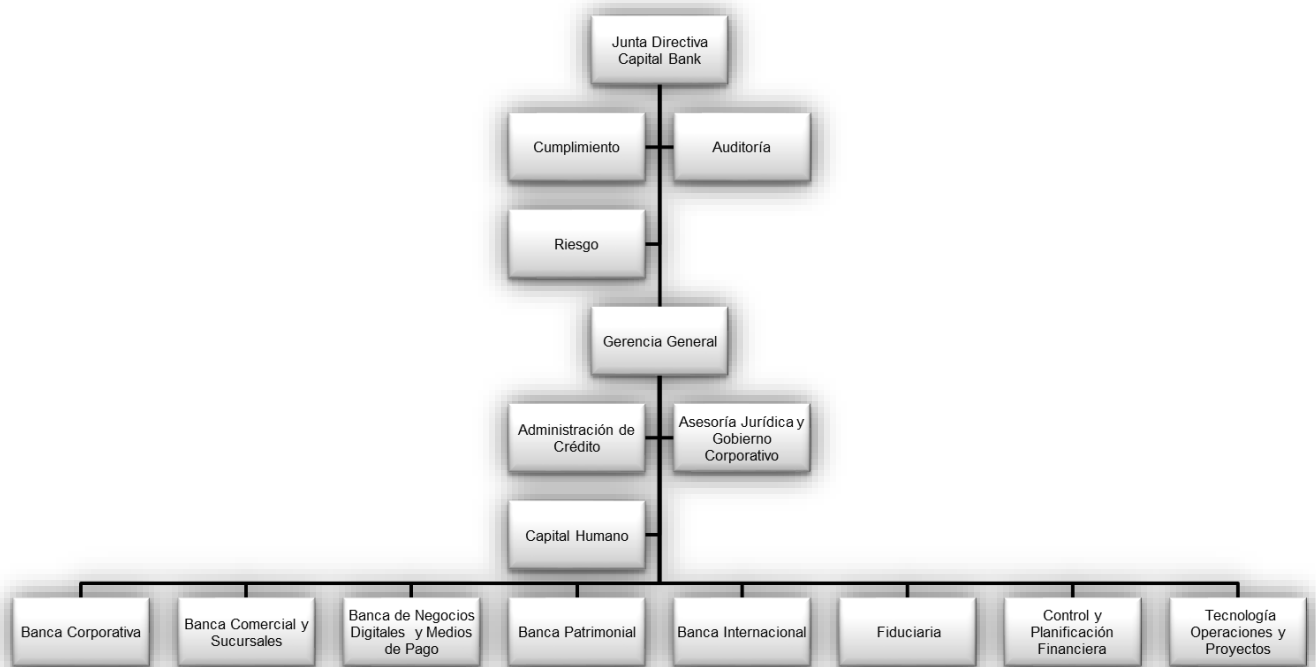 Junta Directiva
Capital Bank
Cumplimiento
Auditoría
Riesgo
Gerencia General
Administración de
Crédito
Asesoría Jurídica y
Gobierno
Corporativo
Capital Humano
Banca Corporativa
Banca Comercial y
Sucursales
Banca de Negocios
Digitales y Medios
de Pago
Banca Patrimonial
Banca Internacional
Fiduciaria
Control y
Planificación
Financiera
Tecnología
Operaciones y
Proyectos